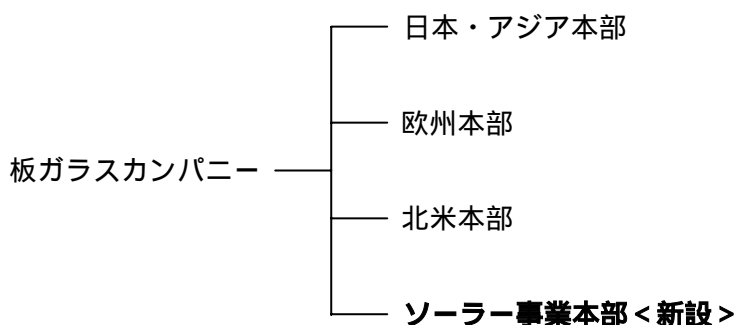 日本・アジア本部
欧州本部
板ガラスカンパニー
北米本部
ソーラー事業本部＜新設＞